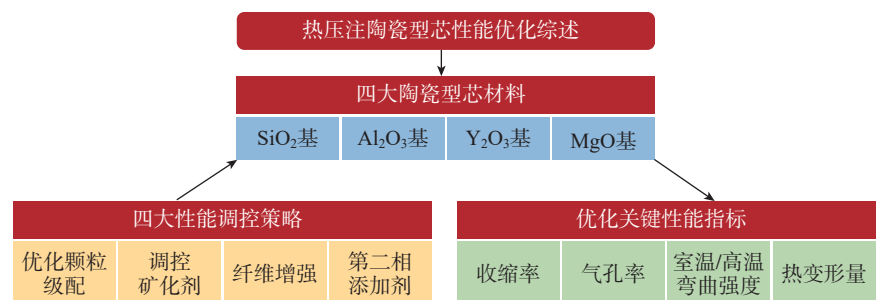 热压注陶瓷型芯性能优化综述
四大陶瓷型芯材料
SiO₂基 Al₂O₃基 Y₂O₃基 MgO基
四大性能调控策略
优化颗粒
级配
调控
矿化剂
纤维增强
第二相
添加剂
优化关键性能指标
收缩率
气孔率
室温/高温
弯曲强度
热变形量